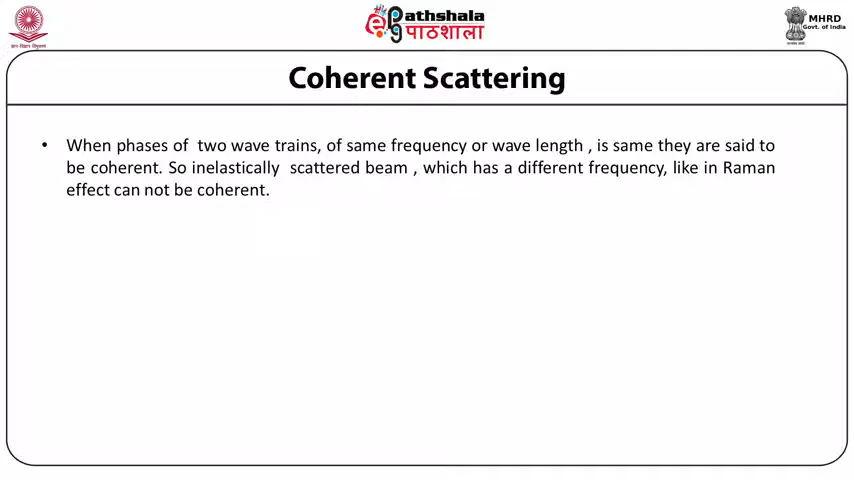 Pathshala
पाठशाला
MHRD
Govt. of India
Coherent Scattering
• When phases of two wave trains, of same frequency or wave length , is same they are said to
be coherent. So inelastically scattered beam , which has a different frequency, like in Raman
effect can not be coherent.